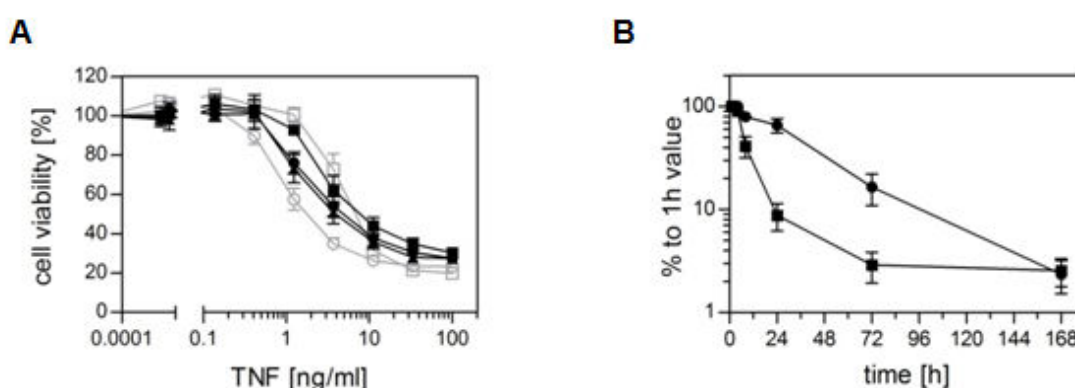 A
120
100
80
60
40
20
0
cell viability [%]
0.0001 0.1 1 10 100
TNF [ng/ml]
B
100
10
1
% to 1h value
0 24 48 72 96 120 144 168
time [h]